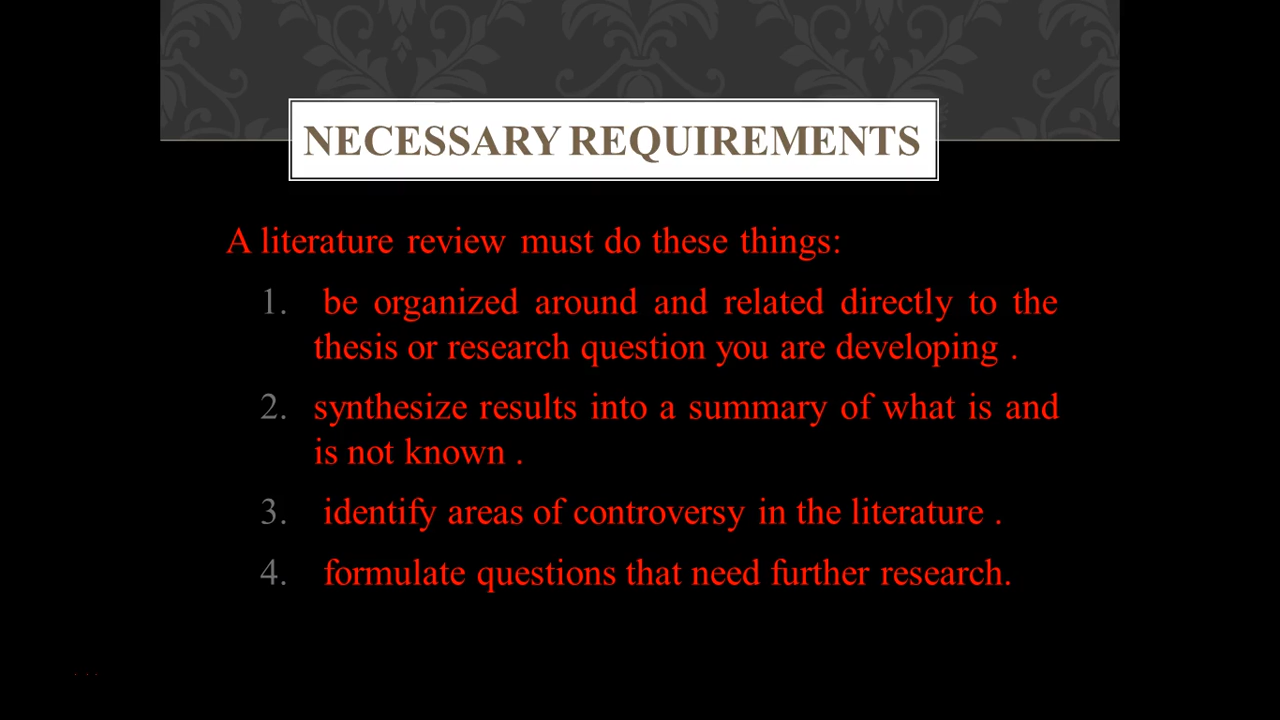 NECESSARY REQUIREMENTS
A literature review must do these things:
1. be organized around and related directly to the
thesis or research question you are developing .
2. synthesize results into a summary of what is and
is not known .
3. identify areas of controversy in the literature .
4. formulate questions that need further research.